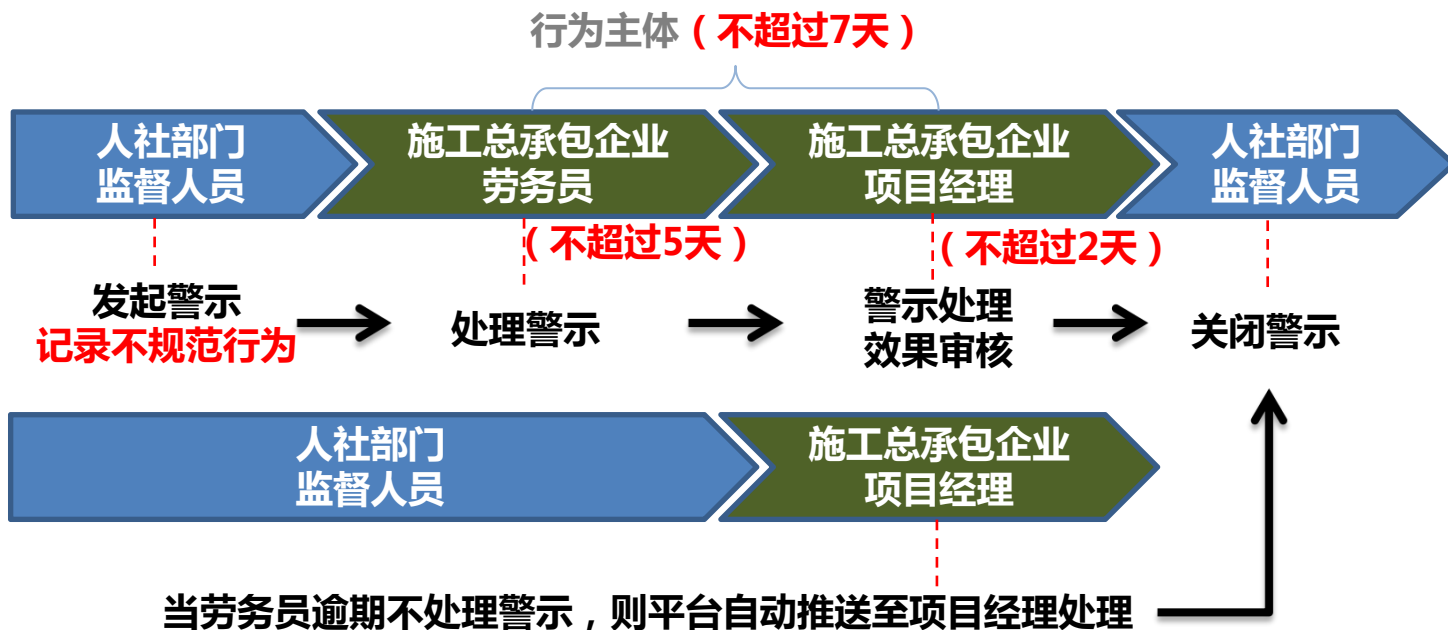 行为主体（不超过7天）
人社部门
监督人员
施工总承包企业
劳务员
施工总承包企业
项目经理
人社部门
监督人员
（不超过5天）
（不超过2天）
发起警示
记录不规范行为
处理警示
警示处理
效果审核
关闭警示
人社部门
监督人员
施工总承包企业
项目经理
当劳务员逾期不处理警示，则平台自动推送至项目经理处理